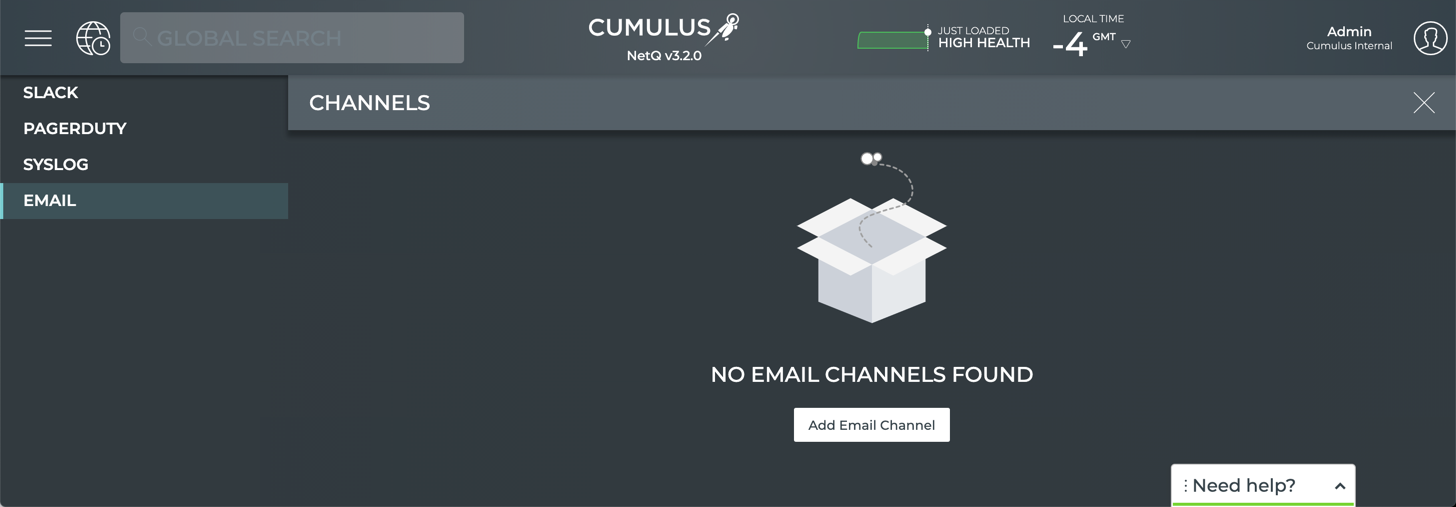 GLOBAL SEARCH
CUMULUS
NetQ v3.2.0
JUST LOADED
HIGH HEALTH
LOCAL TIME
-4 GMT
Admin
Cumulus Internal
SLACK
PAGERDUTY
SYSLOG
EMAIL
CHANNELS
NO EMAIL CHANNELS FOUND
Add Email Channel
Need help?